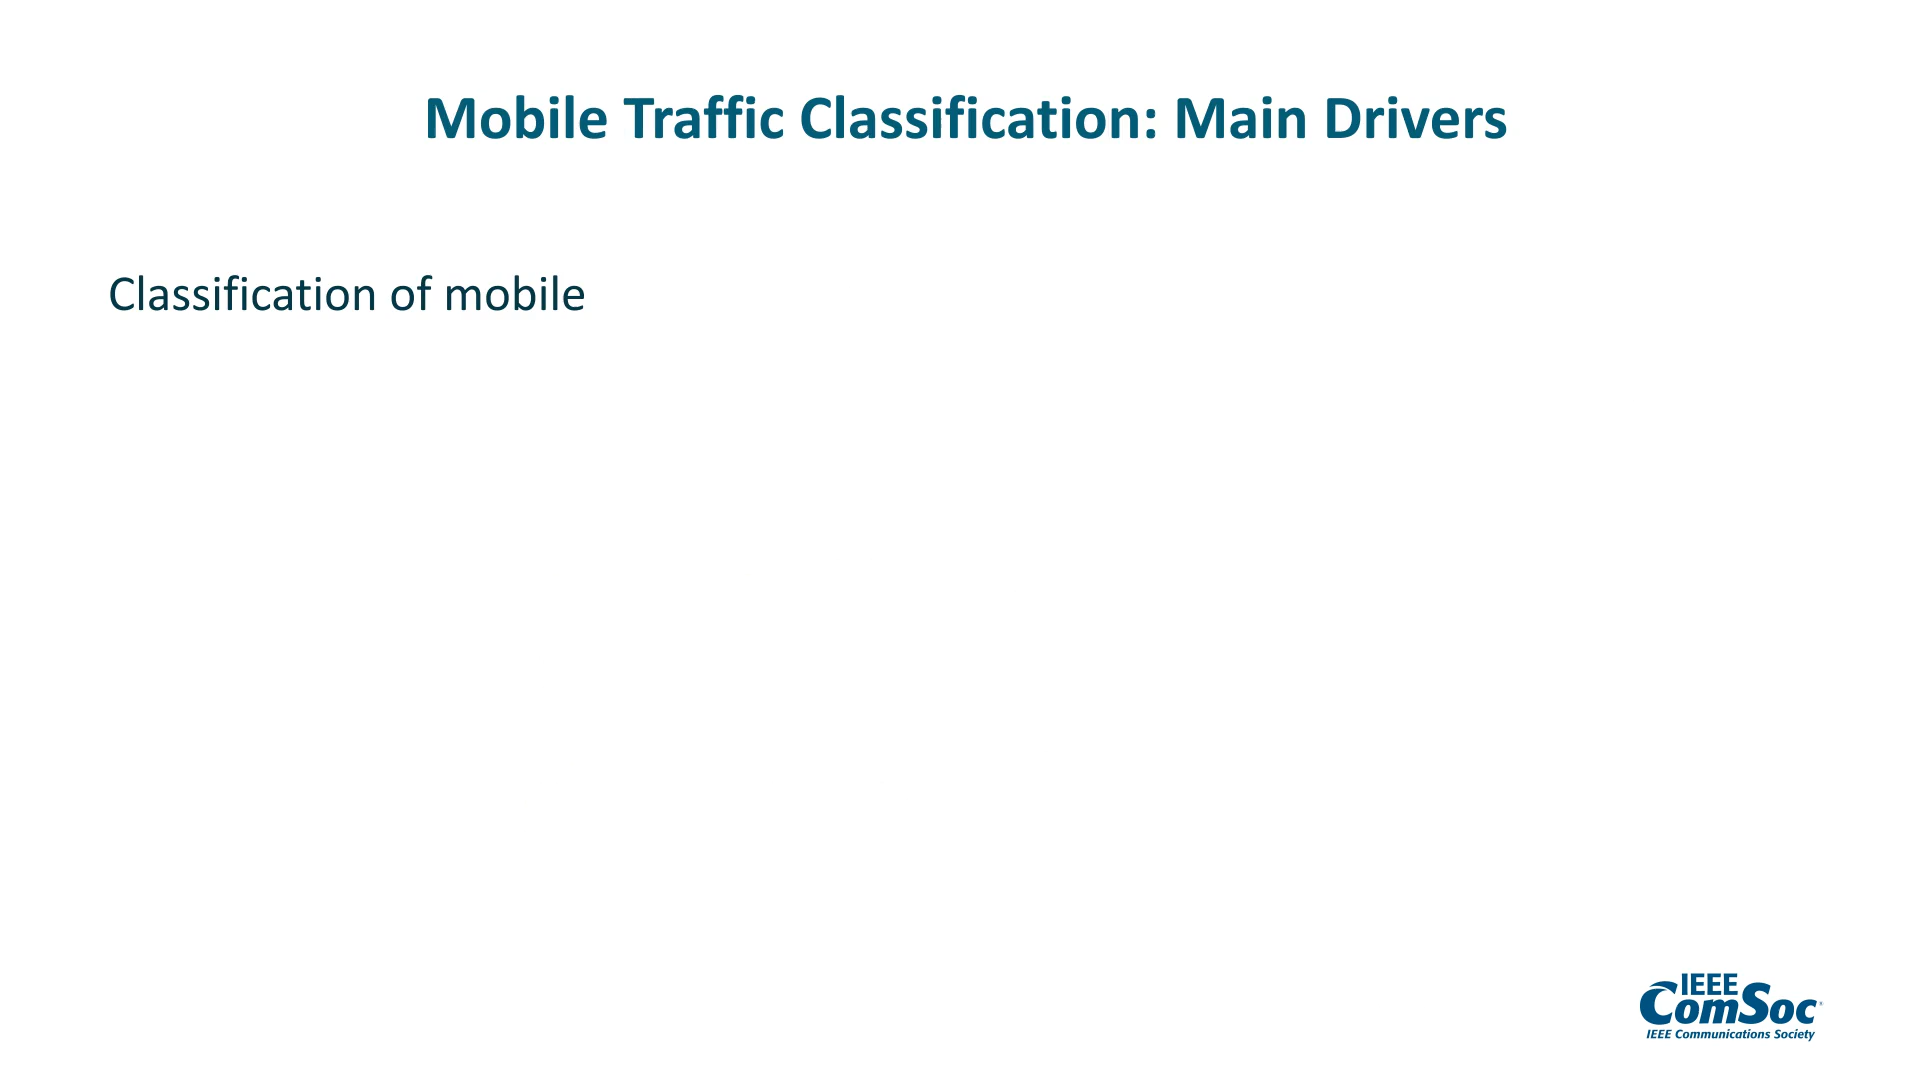 Mobile Traffic Classification: Main Drivers
Classification of mobile
IEEE
ComSoc
IEEE Communications Society